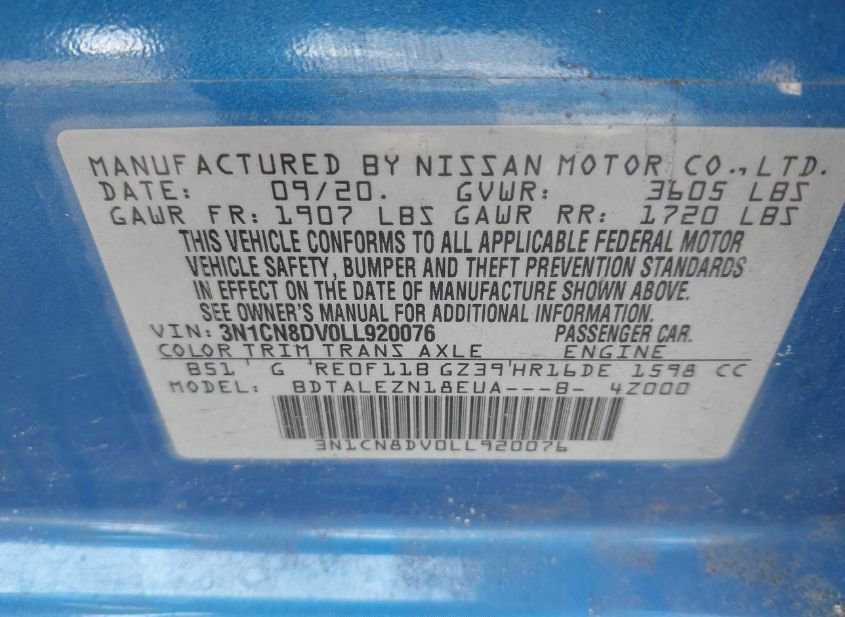 MANUFACTURED BY NISSAN MOTOR CO., LTD.
DATE: 09/20. GVWR: 3605 LBS
GAWR FR: 1907 LBS GAWR RR: 1720 LBS
THIS VEHICLE CONFORMS TO ALL APPLICABLE FEDERAL MOTOR
VEHICLE SAFETY, BUMPER AND THEFT PREVENTION STANDARDS
IN EFFECT ON THE DATE OF MANUFACTURE SHOWN ABOVE.
SEE OWNER'S MANUAL FOR ADDITIONAL INFORMATION.
VIN: 3N1CN8DV0LL920076 PASSENGER CAR.
COLOR TRIM TRANS AXLE ENGINE
B51 G RE0F11B GZ39 HR16DE 1598 CC
MODEL: BDTALEZN18EUA---B- 4Z000
3N1CN8DV0LL920076